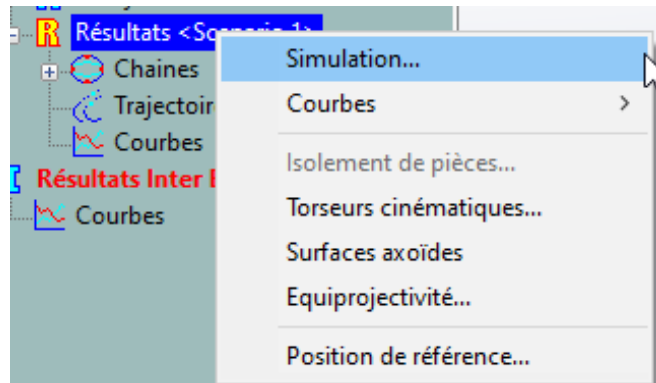 Résultats <Scenario 1>
Simulation...
Chaines
Courbes
Courbes
Isolement de pièces...
Résultats Inter
Torseurs cinématiques...
Courbes
Surfaces axoïdes
Equiprojectivité...
Position de référence...